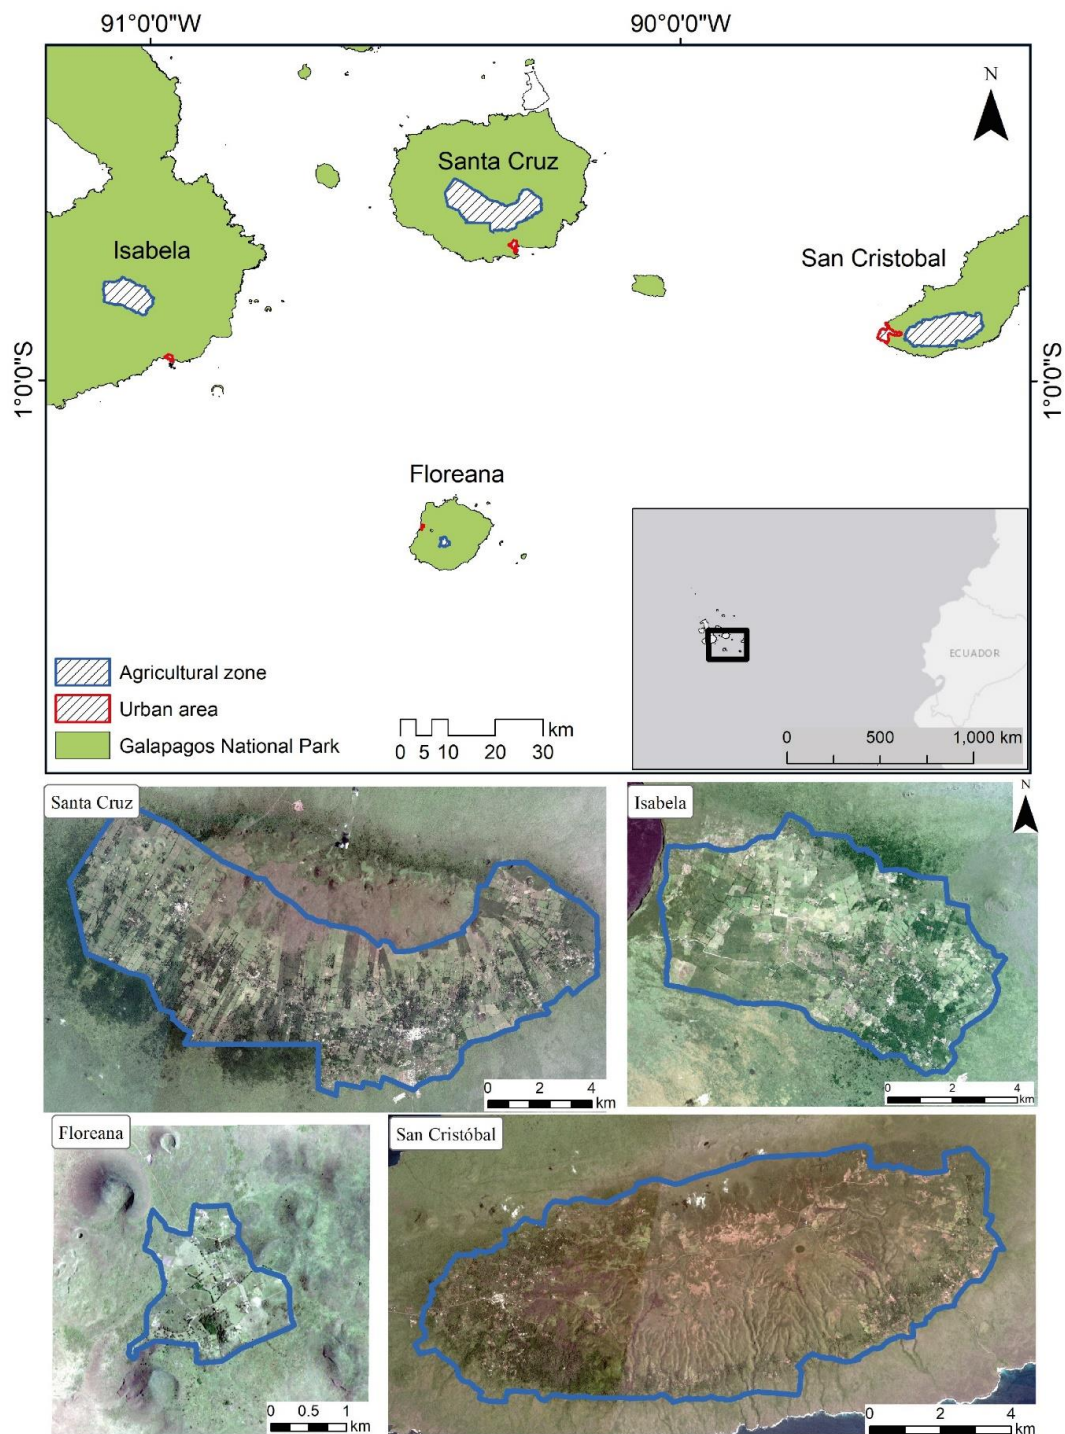 91°0'0"W 90°0'0"W
N
Santa Cruz
Isabela
San Cristobal
1°0'0"S 1°0'0"S
Floreana
ECUADOR
Agricultural zone
Urban area
Galapagos National Park
km
0 5 10 20 30
0 500 1,000 km
Santa Cruz
Isabela
N
0 2 4
km
0 2 4
km
Floreana
San Cristóbal
0 0.5 1
km
0 2 4
km